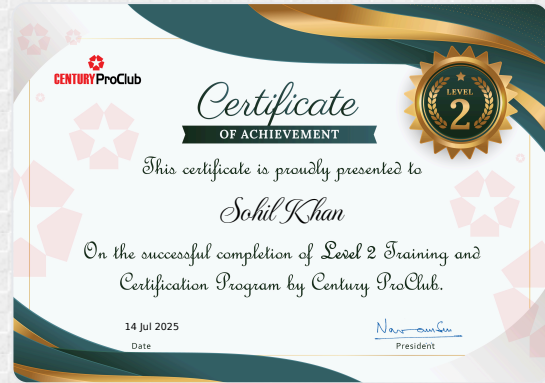 CENTURY ProClub
Certificate
OF ACHIEVEMENT
LEVEL
2
This certificate is proudly presented to
Sohil Khan
On the successful completion of Level 2 Training and
Certification Program by Century ProClub.
14 Jul 2025
Date
President